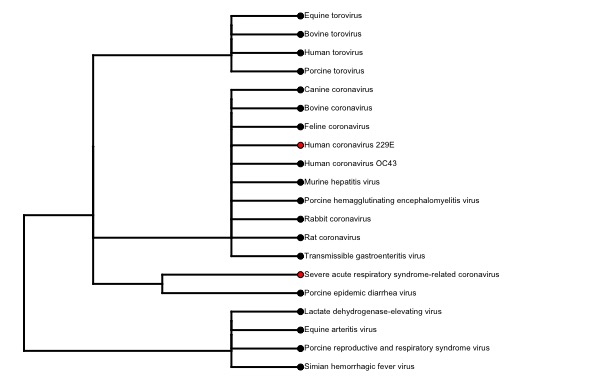 Equine torovirus
Bovine torovirus
Human torovirus
Porcine torovirus
Canine coronavirus
Bovine coronavirus
Feline coronavirus
Human coronavirus 229E
Human coronavirus OC43
Murine hepatitis virus
Porcine hemagglutinating encephalomyelitis virus
Rabbit coronavirus
Rat coronavirus
Transmissible gastroenteritis virus
Severe acute respiratory syndrome-related coronavirus
Porcine epidemic diarrhea virus
Lactate dehydrogenase-elevating virus
Equine arteritis virus
Porcine reproductive and respiratory syndrome virus
Simian hemorrhagic fever virus